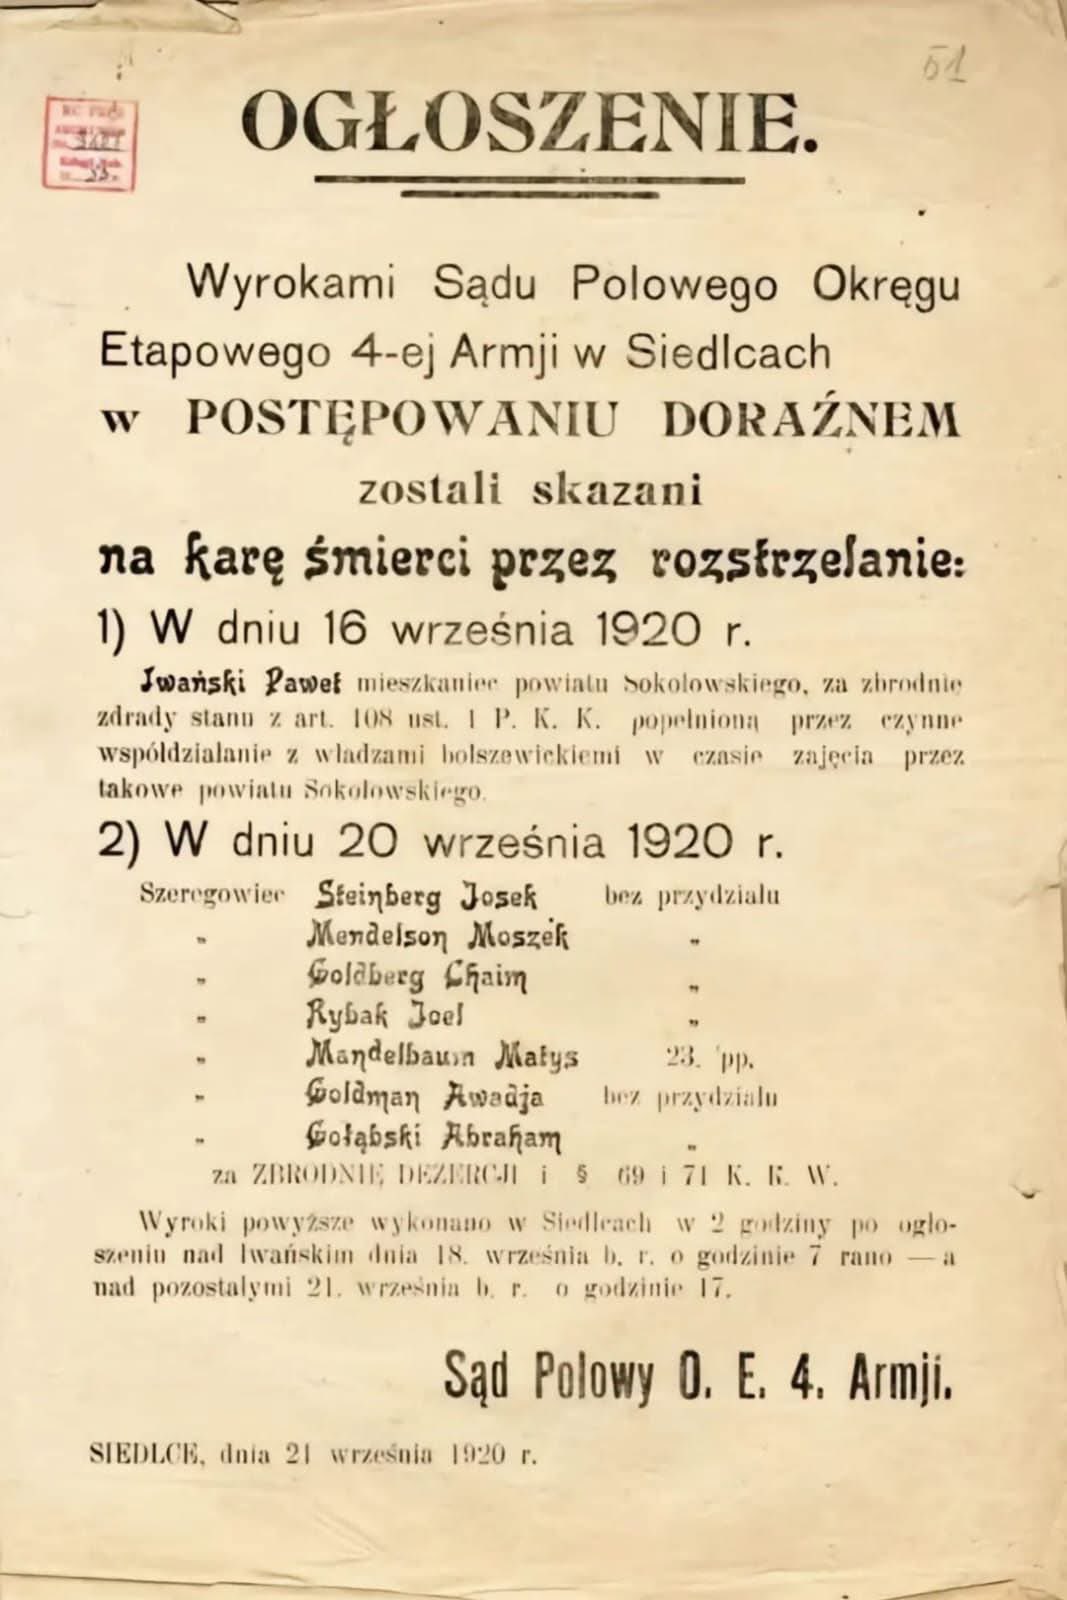 51
OGŁOSZENIE.
Wyrokami Sądu Polowego Okręgu
Etapowego 4-ej Armji w Siedlcach
w POSTĘPOWANIU DORAŹNEM
zostali skazani
na karę śmierci przez rozstrzelanie:
1) W dniu 16 września 1920 r.
Iwański Paweł mieszkaniec powiatu Sokołowskiego, za zbrodnie
zdrady stanu z art. 108 ust. 1 P. K. K. popełnioną przez czynne
współdziałanie z władzami bolszewickiemi w czasie zajęcia przez
takowe powiatu Sokołowskiego.
2) W dniu 20 września 1920 r.
Szeregowiec Steinberg Josek bez przydziału
„ Mendelson Moszek „
„ Goldberg Chaim „
„ Rybak Joel „
„ Mandelbaum Matys 23. pp.
„ Goldman Awadja bez przydziału
„ Gołąbski Abraham „
za ZBRODNIĘ DEZERCJI i § 69 i 71 K. K. W.
Wyroki powyższe wykonano w Siedlcach w 2 godziny po ogło-
szeniu nad Iwańskim dnia 18. września b. r. o godzinie 7 rano — a
nad pozostałymi 21. września b. r. o godzinie 17.
Sąd Polowy O. E. 4. Armji.
SIEDLCE, dnia 21 września 1920 r.